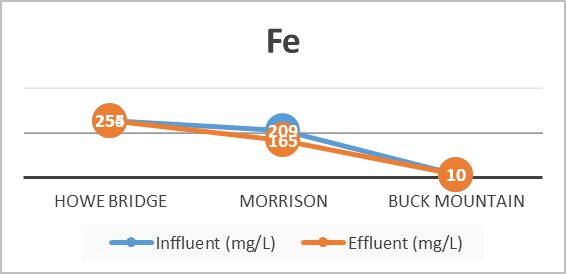 Fe
209
165
10
HOWE BRIDGE MORRISON BUCK MOUNTAIN
Inffluent (mg/L) Effluent (mg/L)